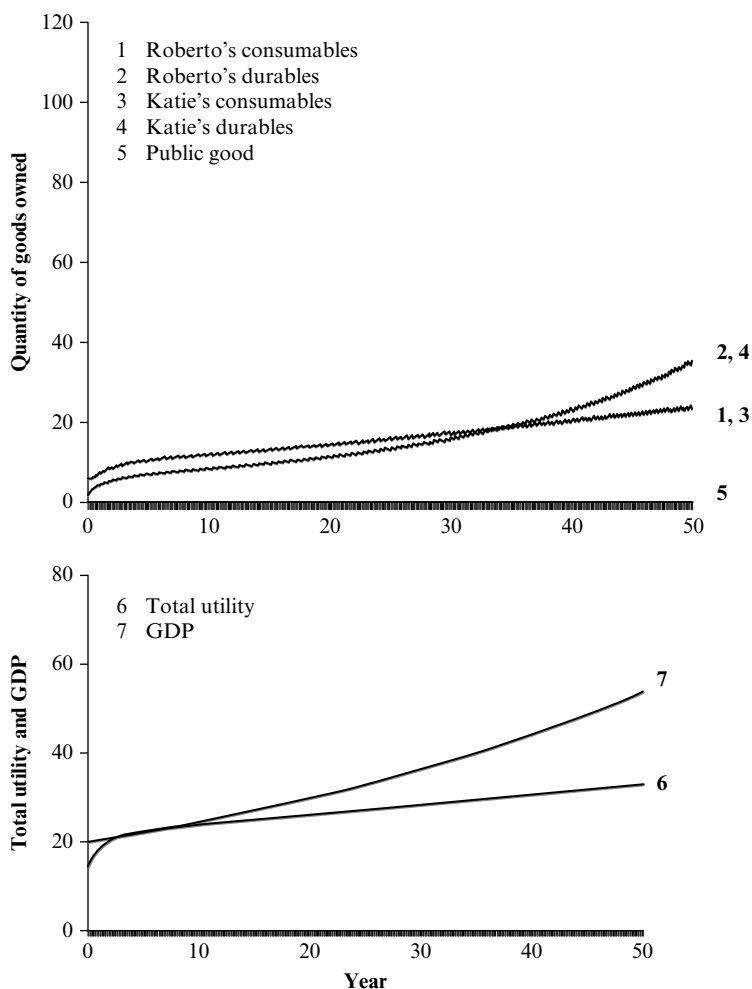 120
1 Roberto's consumables
2 Roberto's durables
100
3 Katie's consumables
4 Katie's durables
5 Public good
80
60
Quantity of goods owned
40
2, 4
20
1, 3
5
0
0 10 20 30 40 50
80
6 Total utility
7 GDP
60
7
Total utility and GDP
40
6
20
0
0 10 20 30 40 50
Year